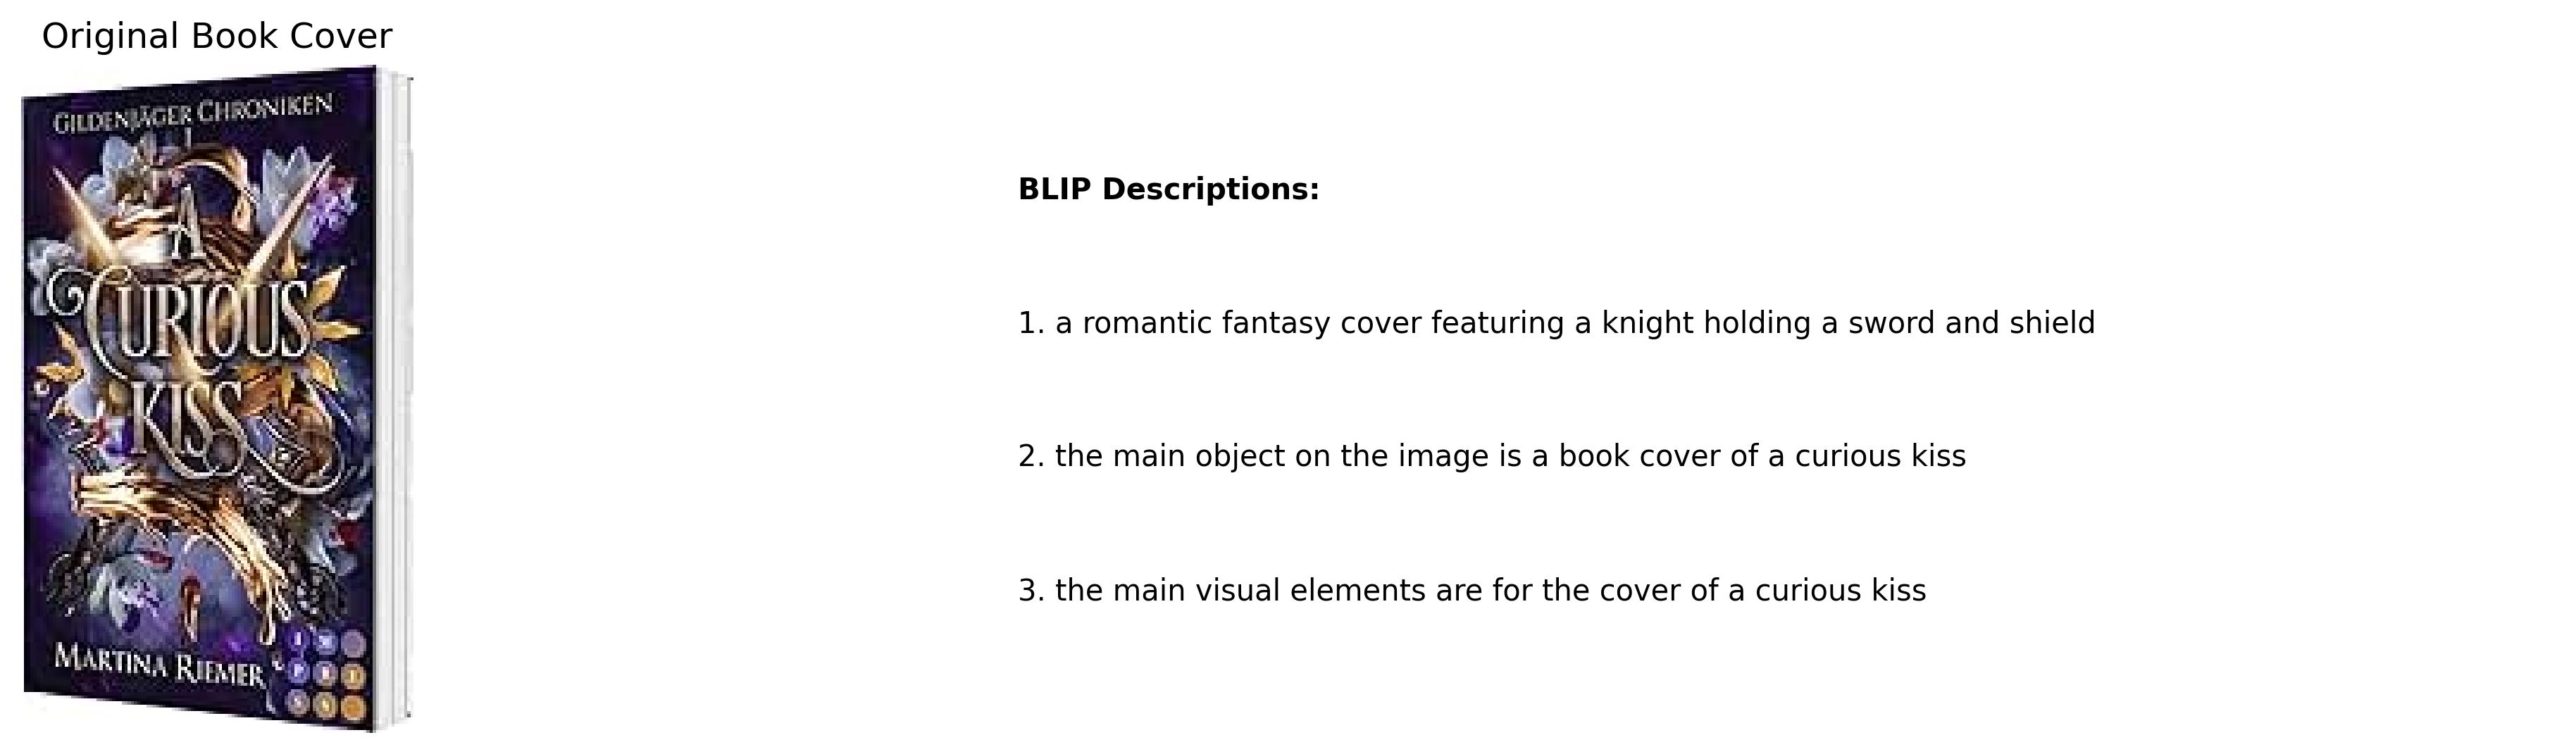 Original Book Cover
GILDENJÄGER CHRONIKEN
A
CURIOUS
KISS
MARTINA RIEMER
I M
P R E
S S
BLIP Descriptions:
1. a romantic fantasy cover featuring a knight holding a sword and shield
2. the main object on the image is a book cover of a curious kiss
3. the main visual elements are for the cover of a curious kiss